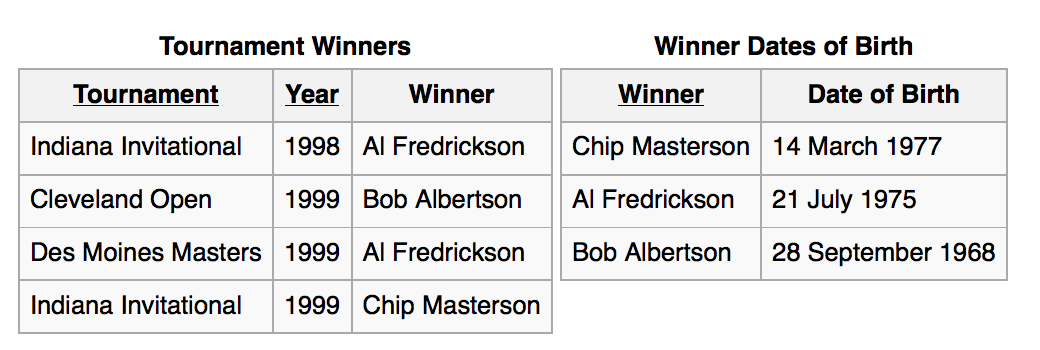 Tournament Winners
Tournament Year Winner
Indiana Invitational 1998 Al Fredrickson
Cleveland Open 1999 Bob Albertson
Des Moines Masters 1999 Al Fredrickson
Indiana Invitational 1999 Chip Masterson
Winner Dates of Birth
Winner Date of Birth
Chip Masterson 14 March 1977
Al Fredrickson 21 July 1975
Bob Albertson 28 September 1968